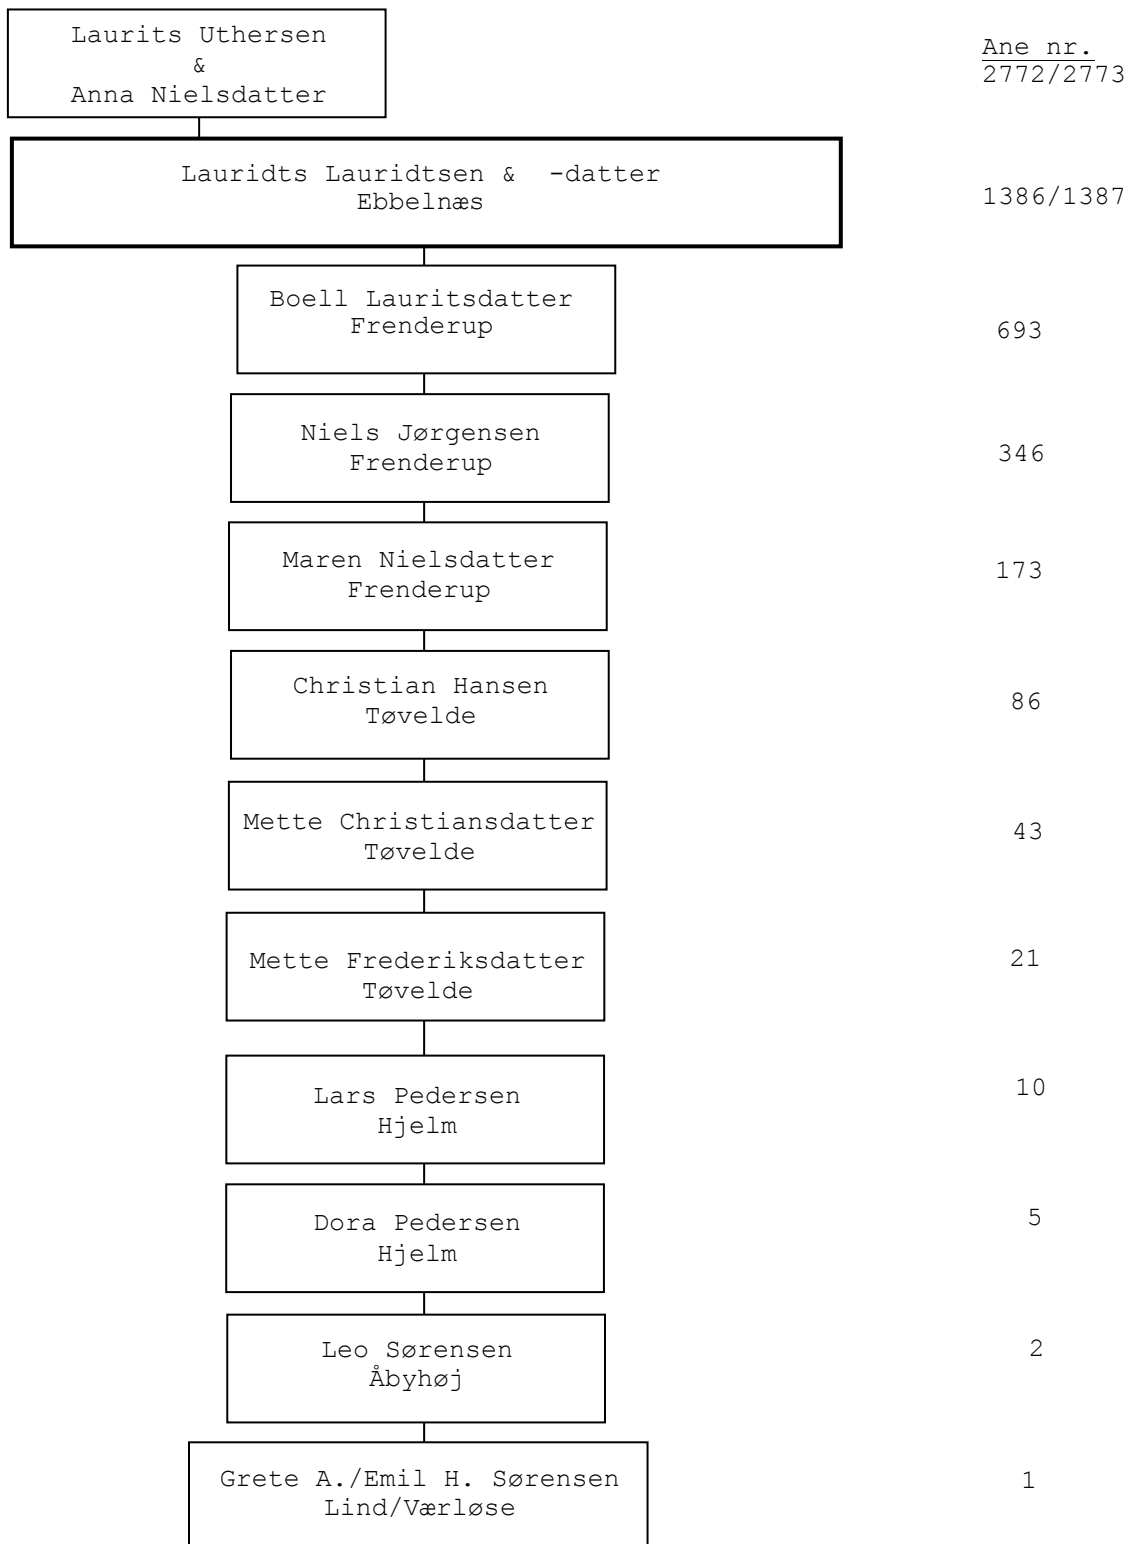 Laurits Uthersen
&
Anna Nielsdatter
Ane nr.
2772/2773
Lauridts Lauridtsen &  -datter
Ebbelnæs
1386/1387
Boell Lauritsdatter
Frenderup
693
Niels Jørgensen
Frenderup
346
Maren Nielsdatter
Frenderup
173
Christian Hansen
Tøvelde
86
Mette Christiansdatter
Tøvelde
43
Mette Frederiksdatter
Tøvelde
21
Lars Pedersen
Hjelm
10
Dora Pedersen
Hjelm
5
Leo Sørensen
Åbyhøj
2
Grete A./Emil H. Sørensen
Lind/Værløse
1